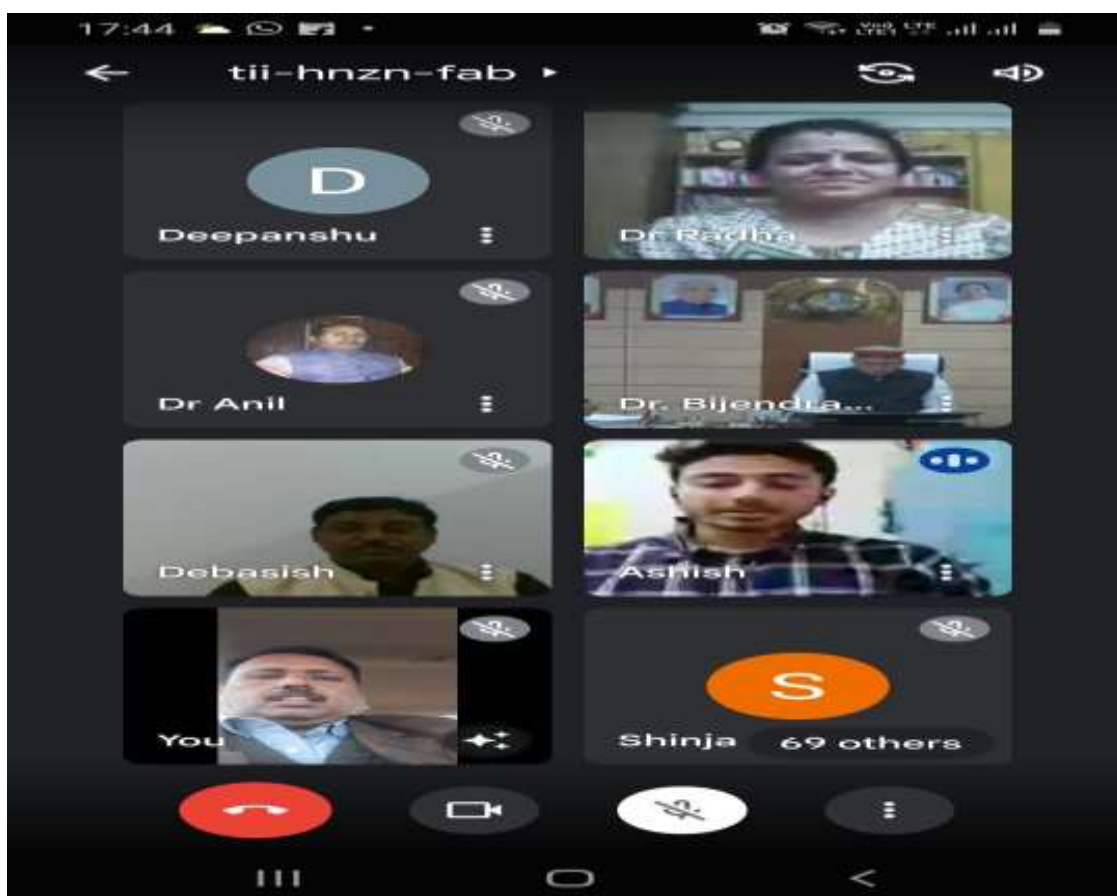 17:44
tii-hnzn-fab
D
Deepanshu
Dr Radha
Dr Anil
Dr. Bijendra...
Debasish
Ashish
You
S
Shinja
69 others